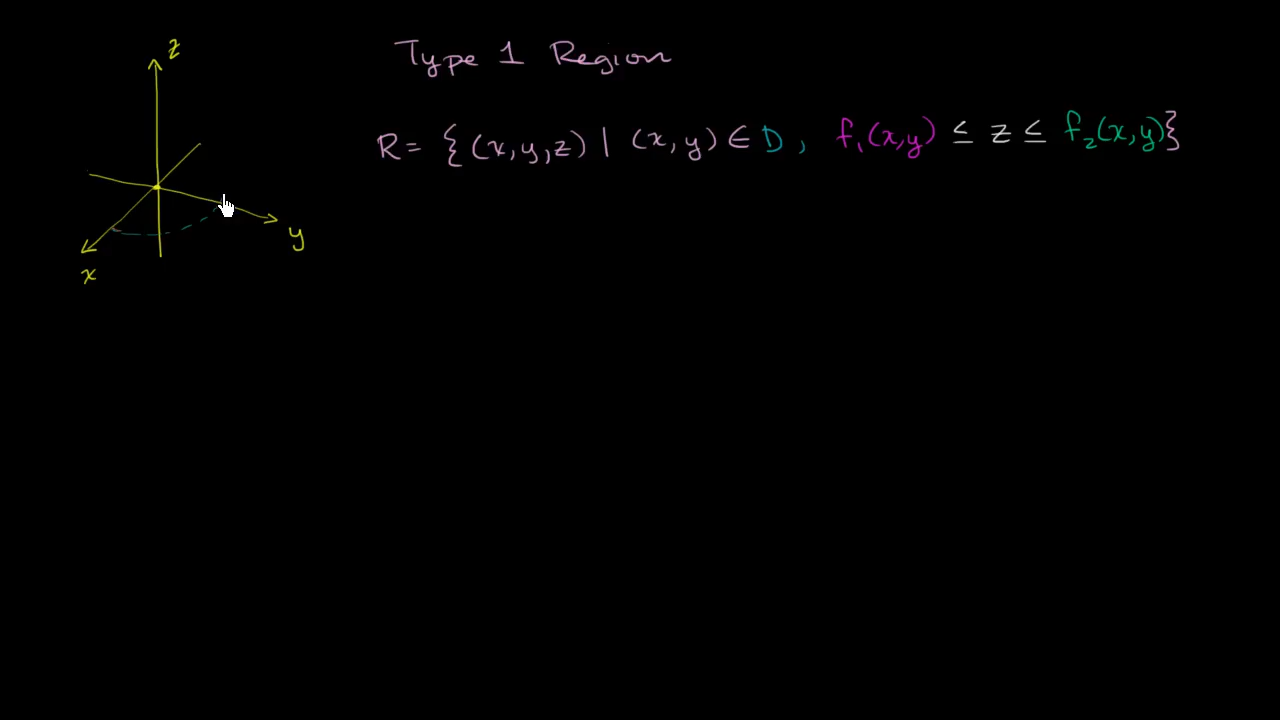 Type 1 Region
R = {(x,y,z) | (x,y) ∈ D, f₁(x,y) ≤ z ≤ f₂(x,y)}
z
y
x